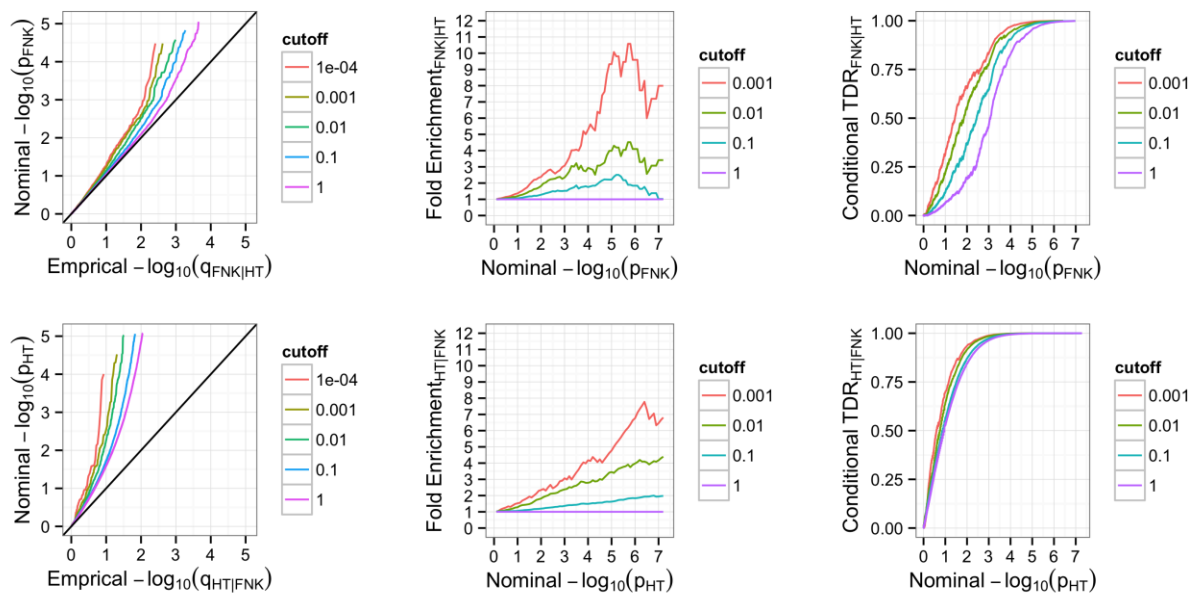 Nominal −log10(pFNK)
5
4
3
2
1
0
0 1 2 3 4 5
Emprical −log10(qFNK|HT)
cutoff
1e-04
0.001
0.01
0.1
1
Fold EnrichmentFNK|HT
12
11
10
9
8
7
6
5
4
3
2
1
0
0 1 2 3 4 5 6 7
Nominal −log10(pFNK)
cutoff
0.001
0.01
0.1
1
Conditional TDRFNK|HT
1.00
0.75
0.50
0.25
0.00
0 1 2 3 4 5 6 7
Nominal −log10(pFNK)
cutoff
0.001
0.01
0.1
1
Nominal −log10(pHT)
5
4
3
2
1
0
0 1 2 3 4 5
Emprical −log10(qHT|FNK)
cutoff
1e-04
0.001
0.01
0.1
1
Fold EnrichmentHT|FNK
12
11
10
9
8
7
6
5
4
3
2
1
0
0 1 2 3 4 5 6 7
Nominal −log10(pHT)
cutoff
0.001
0.01
0.1
1
Conditional TDRHT|FNK
1.00
0.75
0.50
0.25
0.00
0 1 2 3 4 5 6 7
Nominal −log10(pHT)
cutoff
0.001
0.01
0.1
1